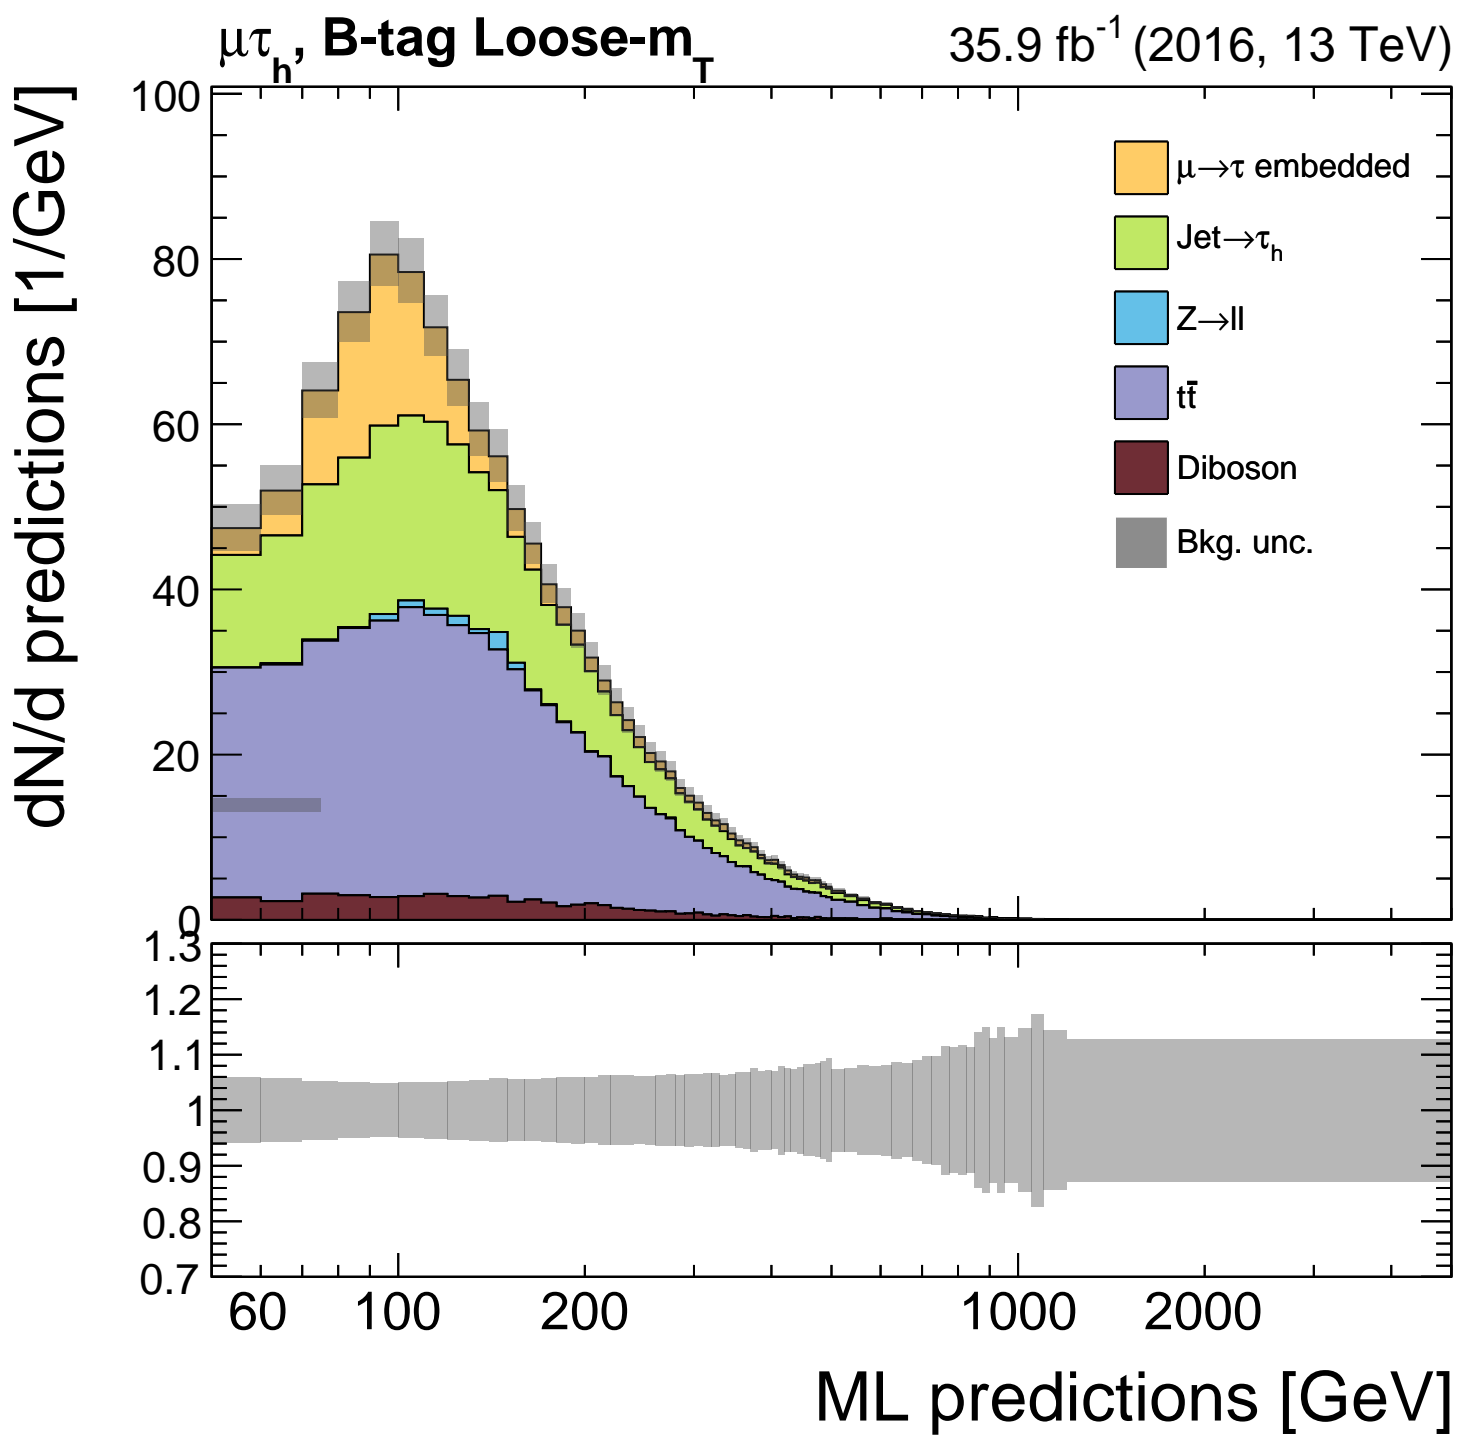 μτh, B-tag Loose-mT
35.9 fb-1 (2016, 13 TeV)
dN/d predictions [1/GeV]
100
80
60
40
20
0
μ→τ embedded
Jet→τh
Z→ll
tt̄
Diboson
Bkg. unc.
1.3
1.2
1.1
1
0.9
0.8
0.7
60 100 200 1000 2000
ML predictions [GeV]